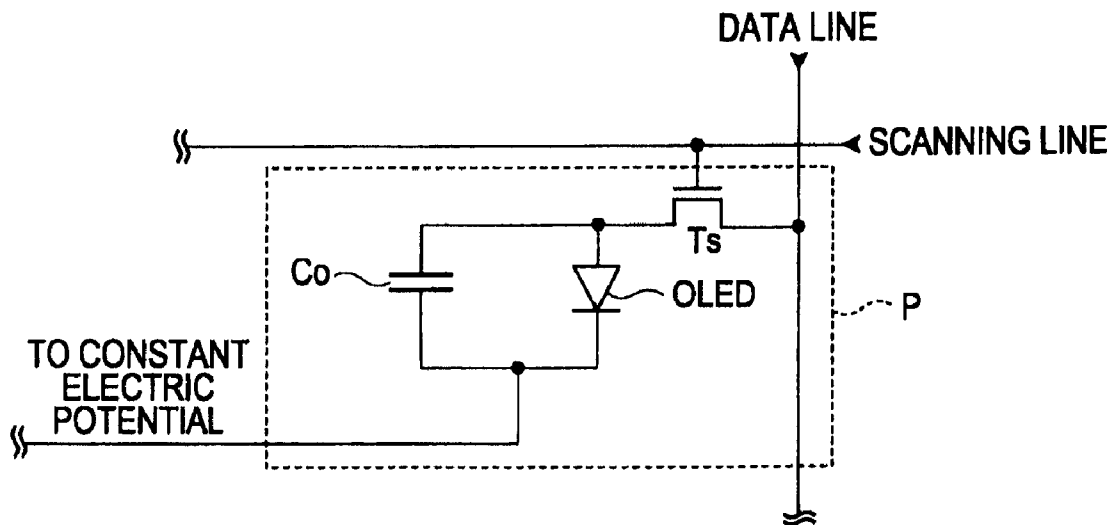 DATA LINE
SCANNING LINE
Ts
Co
OLED
P
TO CONSTANT
ELECTRIC
POTENTIAL